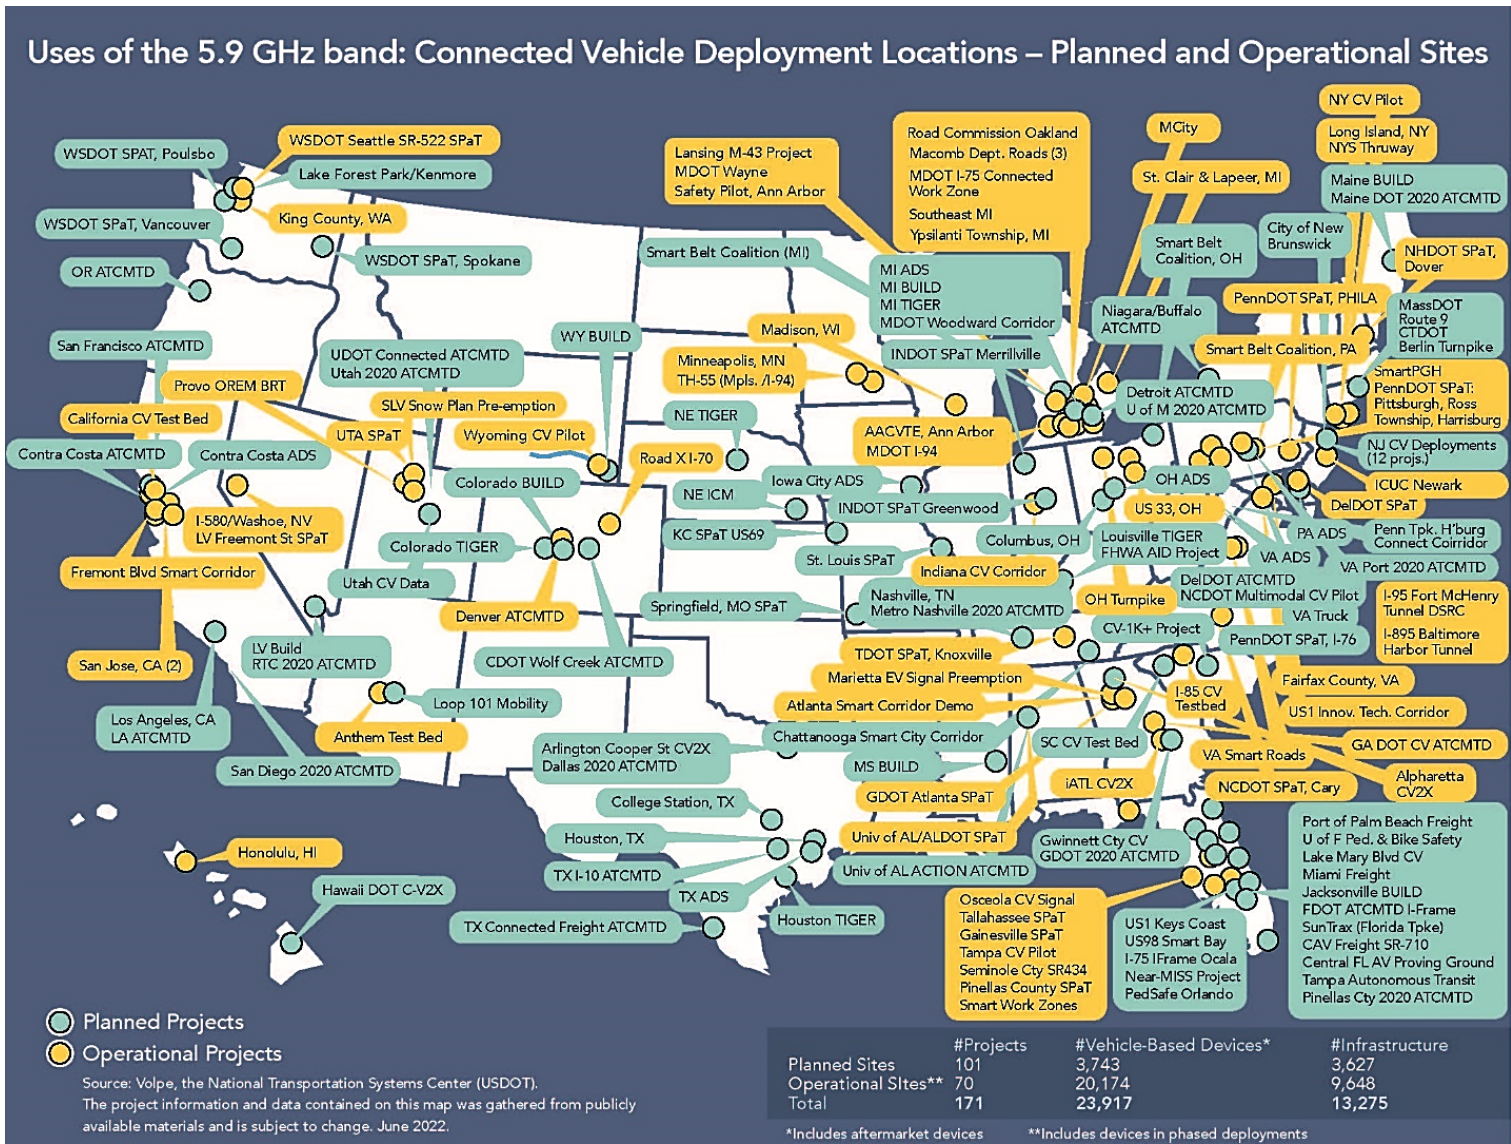 Uses of the 5.9 GHz band: Connected Vehicle Deployment Locations – Planned and Operational Sites
NY CV Pilot
Long Island, NY
NYS Thruway
MCity
Road Commission Oakland
Macomb Dept. Roads (3)
MDOT I-75 Connected
Work Zone
Southeast MI
Ypsilanti Township, MI
Lansing M-43 Project
MDOT Wayne
Safety Pilot, Ann Arbor
St. Clair & Lapeer, MI
Maine BUILD
Maine DOT 2020 ATCMTD
WSDOT SPAT, Poulsbo
WSDOT Seattle SR-522 SPaT
Lake Forest Park/Kenmore
WSDOT SPaT, Vancouver
King County, WA
OR ATCMTD
WSDOT SPaT, Spokane
Smart Belt Coalition (MI)
MI ADS
MI BUILD
MI TIGER
MDOT Woodward Corridor
Smart Belt
Coalition, OH
City of New
Brunswick
NHDOT SPaT,
Dover
PennDOT SPaT, PHILA
Niagara/Buffalo
ATCMTD
MassDOT
Route 9
CTDOT
Berlin Turnpike
San Francisco ATCMTD
UDOT Connected ATCMTD
Utah 2020 ATCMTD
WY BUILD
Madison, WI
Minneapolis, MN
TH-55 (Mpls. /I-94)
INDOT SPaT Merrillville
Smart Belt Coalition, PA
Provo OREM BRT
SLV Snow Plan Pre-emption
California CV Test Bed
UTA SPaT
Wyoming CV Pilot
NE TIGER
Detroit ATCMTD
U of M 2020 ATCMTD
SmartPGH
PennDOT SPaT:
Pittsburgh, Ross
Township, Harrisburg
AACVTE, Ann Arbor
MDOT I-94
Contra Costa ATCMTD
Contra Costa ADS
Road X I-70
NJ CV Deployments
(12 projs.)
Colorado BUILD
NE ICM
Iowa City ADS
OH ADS
ICUC Newark
INDOT SPaT Greenwood
US 33, OH
DelDOT SPaT
I-580/Washoe, NV
LV Freemont St SPaT
KC SPaT US69
Columbus, OH
Louisville TIGER
FHWA AID Project
PA ADS
Penn Tpk. H'burg
Connect Coirridor
Colorado TIGER
St. Louis SPaT
VA ADS
VA Port 2020 ATCMTD
Fremont Blvd Smart Corridor
Utah CV Data
Indiana CV Corridor
DelDOT ATCMTD
NCDOT Multimodal CV Pilot
Denver ATCMTD
Springfield, MO SPaT
Nashville, TN
Metro Nashville 2020 ATCMTD
OH Turnpike
VA Truck
I-95 Fort McHenry
Tunnel DSRC
I-895 Baltimore
Harbor Tunnel
CV-1K+ Project
PennDOT SPaT, I-76
San Jose, CA (2)
LV Build
RTC 2020 ATCMTD
CDOT Wolf Creek ATCMTD
TDOT SPaT, Knoxville
Marietta EV Signal Preemption
Fairfax County, VA
Loop 101 Mobility
Atlanta Smart Corridor Demo
I-85 CV
Testbed
US1 Innov. Tech. Corridor
Los Angeles, CA
LA ATCMTD
Anthem Test Bed
Arlington Cooper St CV2X
Dallas 2020 ATCMTD
Chattanooga Smart City Corridor
SC CV Test Bed
VA Smart Roads
GA DOT CV ATCMTD
San Diego 2020 ATCMTD
MS BUILD
iATL CV2X
NCDOT SPaT, Cary
Alpharetta
CV2X
GDOT Atlanta SPaT
College Station, TX
Houston, TX
Univ of AL/ALDOT SPaT
Gwinnett Cty CV
GDOT 2020 ATCMTD
TX I-10 ATCMTD
Univ of AL ACTION ATCMTD
TX ADS
Houston TIGER
TX Connected Freight ATCMTD
Honolulu, HI
Hawaii DOT C-V2X
Osceola CV Signal
Tallahassee SPaT
Gainesville SPaT
Tampa CV Pilot
Seminole Cty SR434
Pinellas County SPaT
Smart Work Zones
US1 Keys Coast
US98 Smart Bay
I-75 IFrame Ocala
Near-MISS Project
PedSafe Orlando
Port of Palm Beach Freight
U of F Ped. & Bike Safety
Lake Mary Blvd CV
Miami Freight
Jacksonville BUILD
FDOT ATCMTD I-Frame
SunTrax (Florida Tpke)
CAV Freight SR-710
Central FL AV Proving Ground
Tampa Autonomous Transit
Pinellas Cty 2020 ATCMTD
Planned Projects
Operational Projects
Source: Volpe, the National Transportation Systems Center (USDOT).
The project information and data contained on this map was gathered from publicly
available materials and is subject to change. June 2022.
#Projects #Vehicle-Based Devices* #Infrastructure
Planned Sites 101 3,743 3,627
Operational SItes** 70 20,174 9,648
Total 171 23,917 13,275
*Includes aftermarket devices **Includes devices in phased deployments